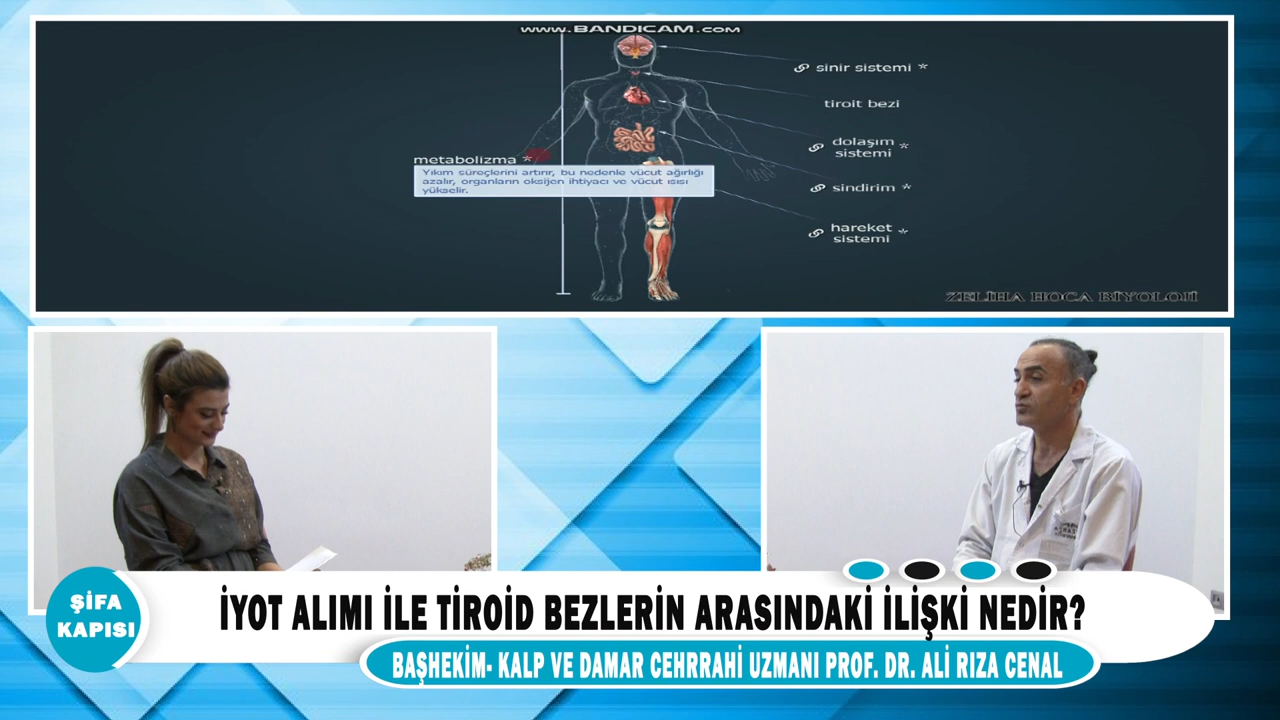 www.BANDICAM.com
sinir sistemi *
tiroit bezi
dolaşım
sistemi *
metabolizma *
Yıkım süreçlerini artırır, bu nedenle vücut ağırlığı
azalır, organların oksijen ihtiyacı ve vücut ısısı
yükselir.
sindirim *
hareket
sistemi *
ZELİHA HOCA BİYOLOJİ
ŞİFA
KAPISI
İYOT ALIMI İLE TİROİD BEZLERİN ARASINDAKİ İLİŞKİ NEDİR?
BAŞHEKİM- KALP VE DAMAR CEHRRAHİ UZMANI PROF. DR. ALİ RIZA CENAL